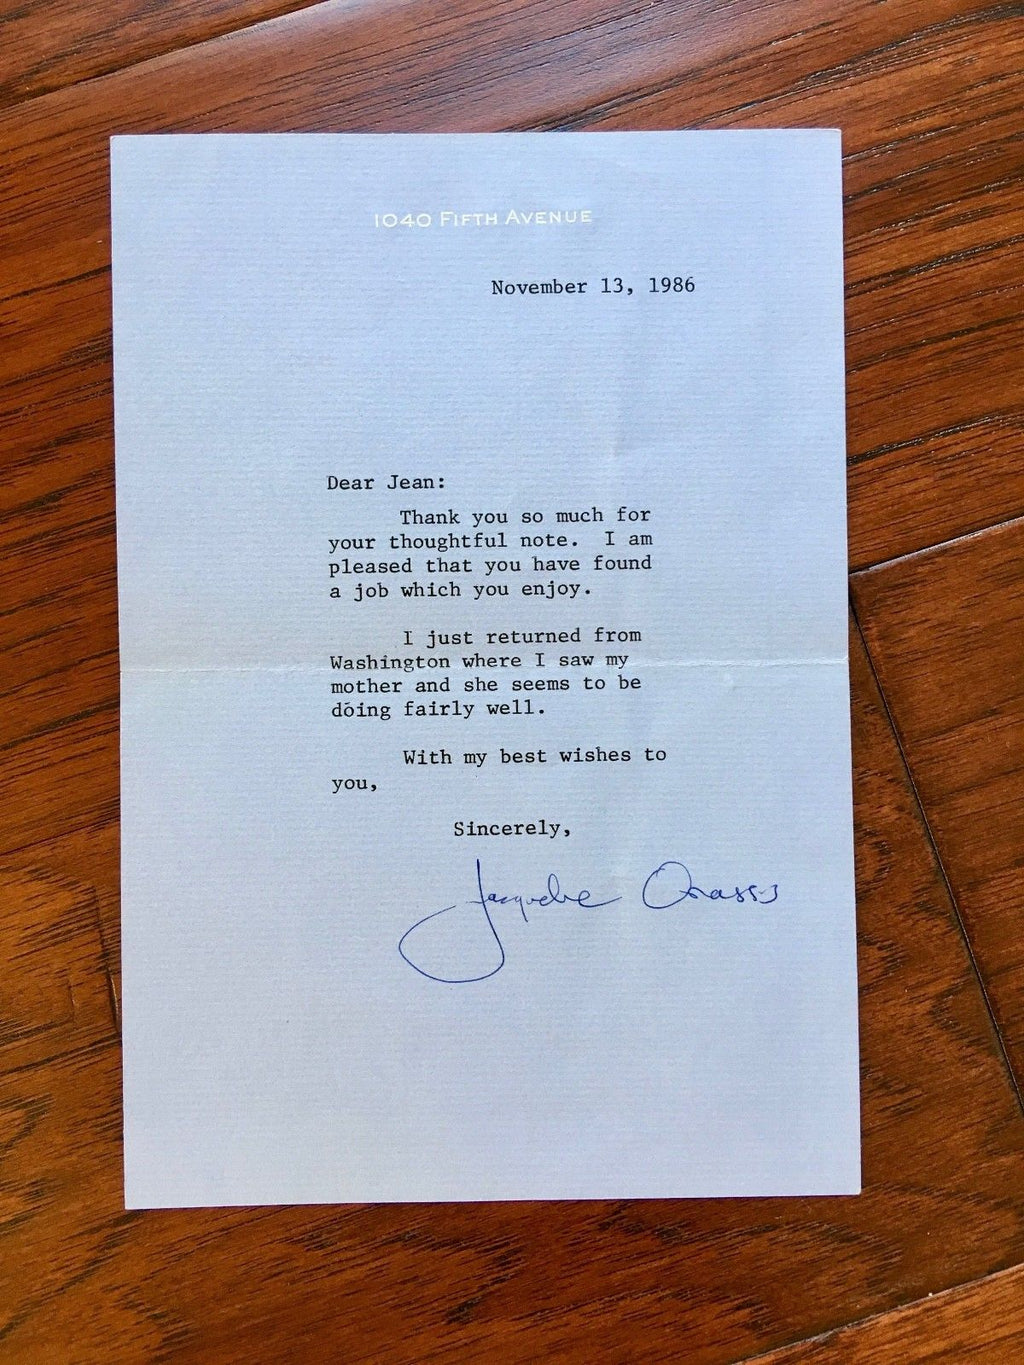 1040 FIFTH AVENUE
November 13, 1986
Dear Jean:
Thank you so much for
your thoughtful note. I am
pleased that you have found
a job which you enjoy.
I just returned from
Washington where I saw my
mother and she seems to be
doing fairly well.
With my best wishes to
you,
Sincerely,
Jacqueline Onassis